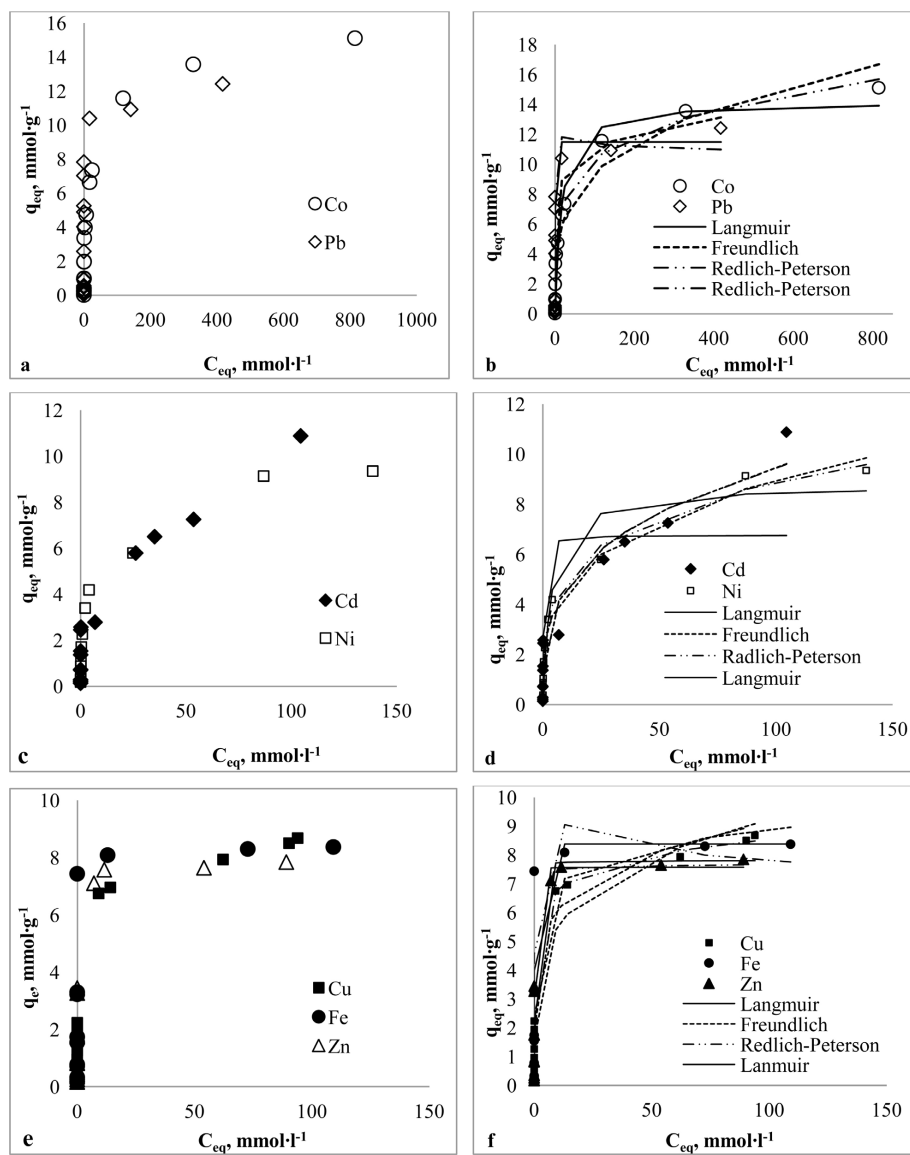 16
14
12
10
8
6
4
2
0
q_eq, mmol·g⁻¹
Co
Pb
0 200 400 600 800 1000
C_eq, mmol·l⁻¹
a
18
16
14
12
10
8
6
4
2
0
q_eq, mmol·g⁻¹
Co
Pb
Langmuir
Freundlich
Redlich-Peterson
Redlich-Peterson
0 200 400 600 800
C_eq, mmol·l⁻¹
b
12
10
8
6
4
2
0
q_eq, mmol·g⁻¹
Cd
Ni
0 50 100 150
C_eq, mmol·l⁻¹
c
12
10
8
6
4
2
0
q_eq, mmol·g⁻¹
Cd
Ni
Langmuir
Freundlich
Radlich-Peterson
Langmuir
0 50 100 150
C_eq, mmol·l⁻¹
d
10
8
6
4
2
0
q_e, mmol·g⁻¹
Cu
Fe
Zn
0 50 100 150
C_eq, mmol·l⁻¹
e
10
9
8
7
6
5
4
3
2
1
0
q_eq, mmol·g⁻¹
Cu
Fe
Zn
Langmuir
Freundlich
Redlich-Peterson
Lanmuir
0 50 100 150
C_eq, mmol·l⁻¹
f